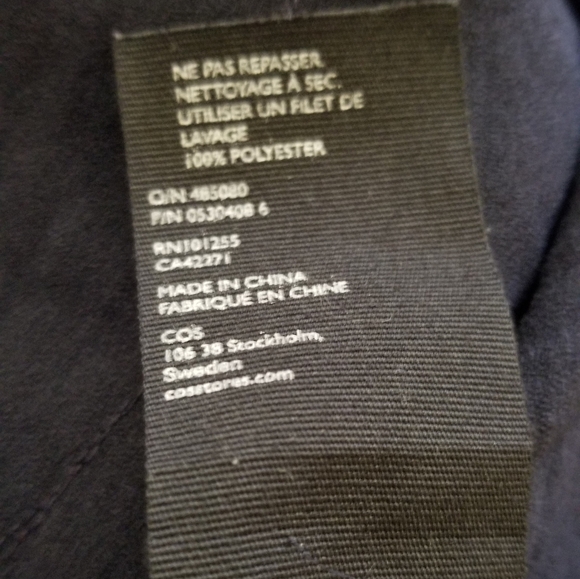 NE PAS REPASSER.
NETTOYAGE À SEC.
UTILISER UN FILET DE
LAVAGE
100% POLYESTER
O/N 485080
P/N 0530408 6
RN101255
CA42271
MADE IN CHINA
FABRIQUÉ EN CHINE
COS
106 38 Stockholm,
Sweden
cosstores.com